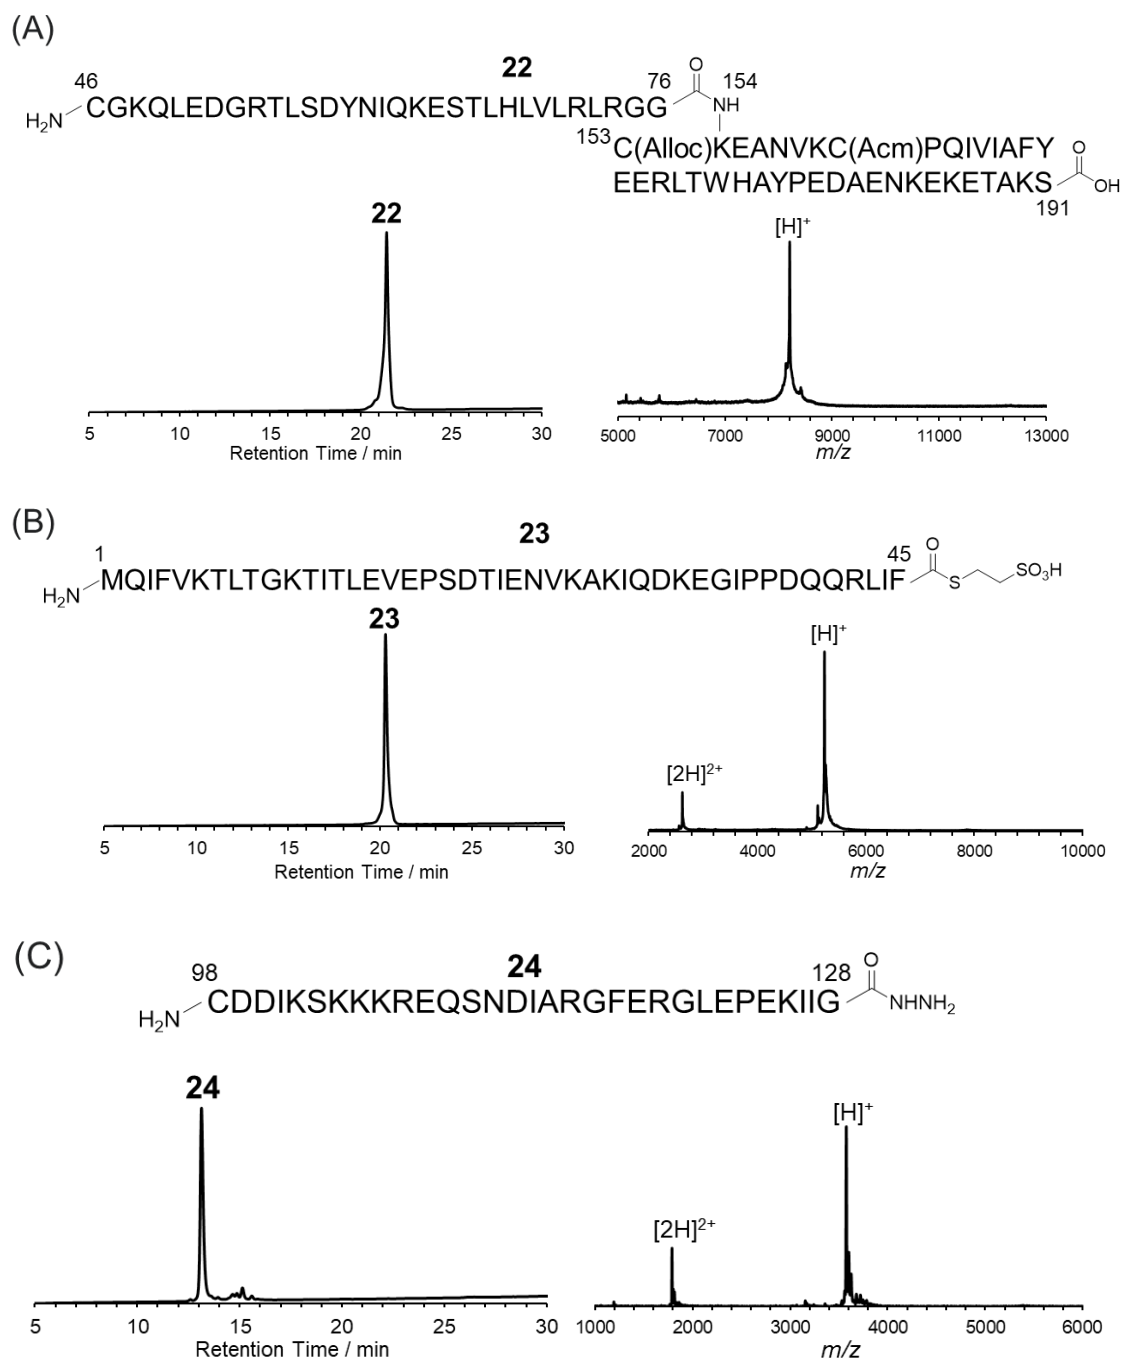 (A)
22
46
76
O
154
H2N
CGKQLEDGRTLSDYNIQKESTLHLVLRLRGG
NH
153
C(Alloc)KEANVKC(Acm)PQIVIAFY
O
EERLTWHAYPEDAENKEKETAKS
OH
191
22
[H]+
5 10 15 20 25 30
Retention Time / min
5000 7000 9000 11000 13000
m/z
(B)
23
1
45
O
H2N
MQIFVKTLTGKTITLEVEPSDTIENVKAKIQDKEGIPPDQQRLIF
S
SO3H
23
[H]+
[2H]2+
5 10 15 20 25 30
Retention Time / min
2000 4000 6000 8000 10000
m/z
(C)
24
98
128
O
H2N
CDDIKSKKKREQSNDIARGFERGLEPEKIIG
NHNH2
24
[H]+
[2H]2+
5 10 15 20 25 30
Retention Time / min
1000 2000 3000 4000 5000 6000
m/z